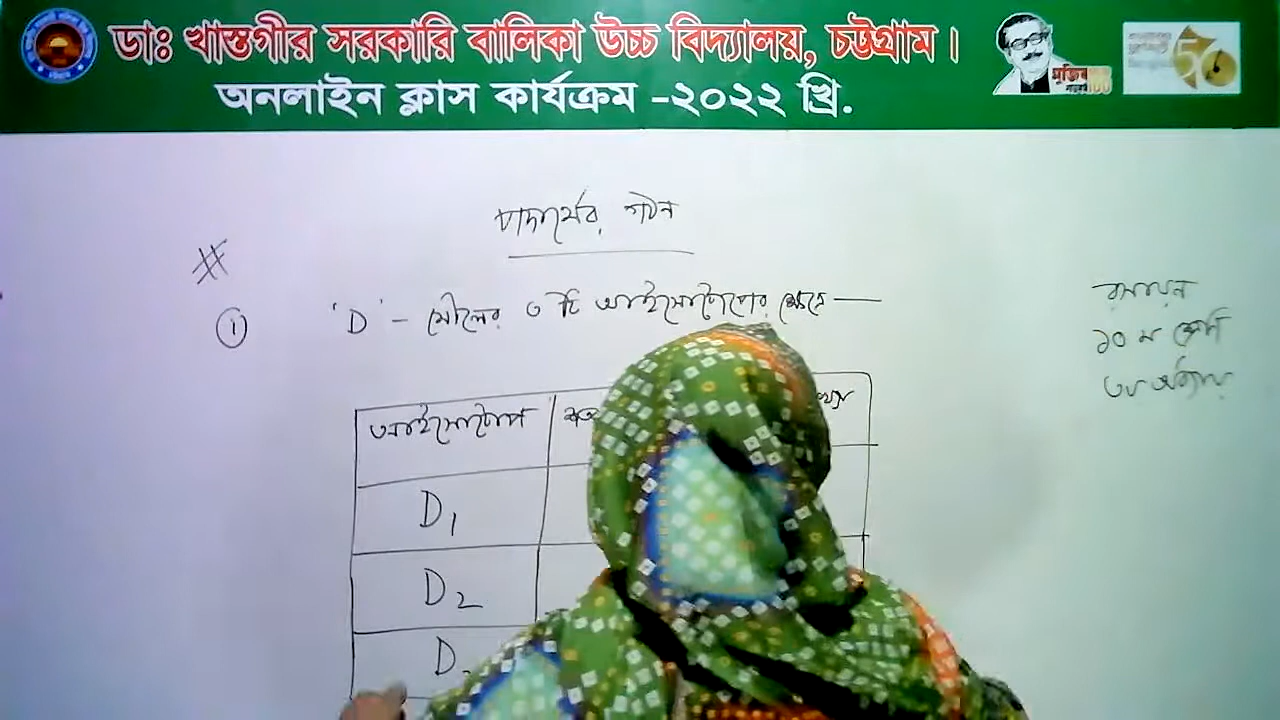 ডাঃ খাস্তগীর সরকারি বালিকা উচ্চ বিদ্যালয়, চট্টগ্রাম।
অনলাইন ক্লাস কার্যক্রম -২০২২ খ্রি.
পদার্থের গঠন
#
① 'D' - মৌলের ৩ টি আইসোটোপের ক্ষেত্রে —
রসায়ন
১০ ম শ্রেণি
৩য় অধ্যায়
আইসোটোপ
D₁
D₂
D